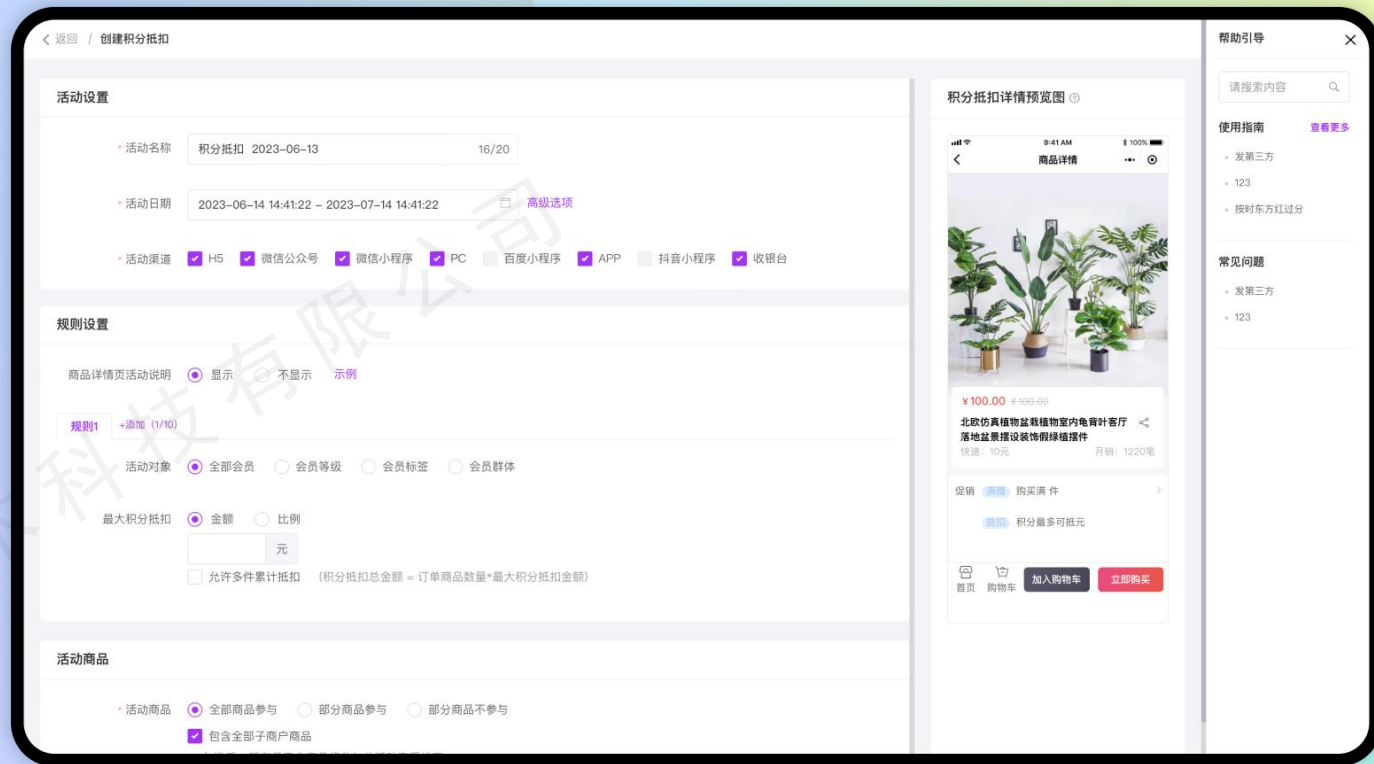 返回 / 创建积分抵扣
活动设置
* 活动名称 积分抵扣 2023-06-13 16/20
* 活动日期 2023-06-14 14:41:22 - 2023-07-14 14:41:22 高级选项
* 活动渠道 H5 微信公众号 微信小程序 PC 百度小程序 APP 抖音小程序 收银台
规则设置
商品详情页活动说明 显示 不显示 示例
规则1 +添加 (1/10)
活动对象 全部会员 会员等级 会员标签 会员群体
最大积分抵扣 金额 比例
元
允许多件累计抵扣 (积分抵扣总金额 = 订单商品数量*最大积分抵扣金额)
活动商品
* 活动商品 全部商品参与 部分商品参与 部分商品不参与
包含全部子商户商品
积分抵扣详情预览图
9:41 AM 100%
商品详情
¥100.00 ¥100.00
北欧仿真植物盆栽植物室内龟背叶客厅
落地盆景摆设装饰假绿植摆件
快递: 10元 月销: 1220笔
促销 满赠 购买满 件
抵扣 积分最多可抵元
首页 购物车 加入购物车 立即购买
帮助引导
请搜索内容
使用指南 查看更多
发第三方
123
按时东方红过分
常见问题
发第三方
123
科技有限公司